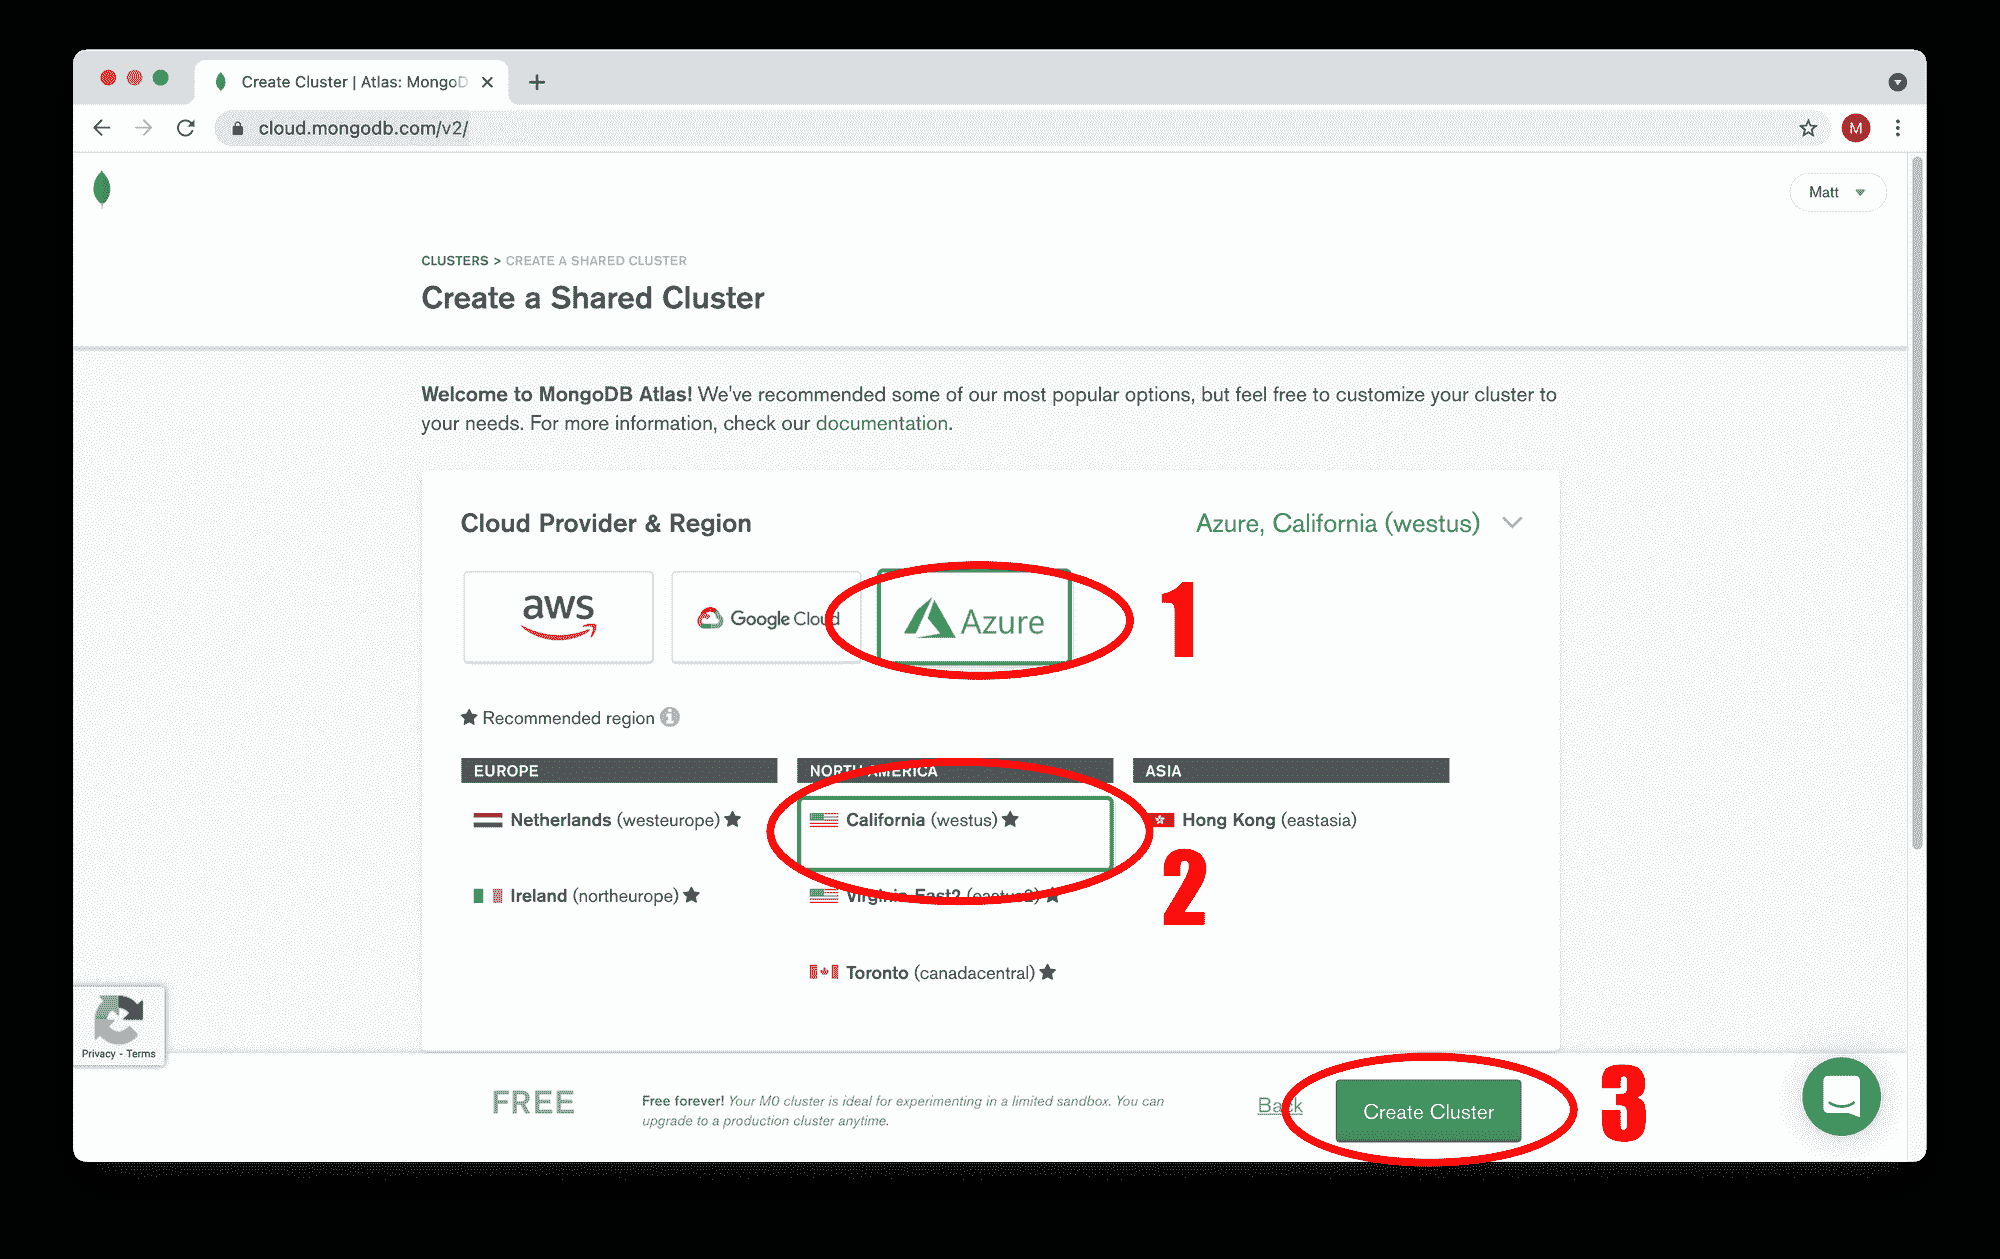 Create Cluster | Atlas: MongoD
cloud.mongodb.com/v2/
M
Matt
CLUSTERS > CREATE A SHARED CLUSTER
Create a Shared Cluster
Welcome to MongoDB Atlas! We've recommended some of our most popular options, but feel free to customize your cluster to
your needs. For more information, check our documentation.
Cloud Provider & Region
Azure, California (westus)
aws
Google Cloud
Azure
1
★ Recommended region
EUROPE
NORTH AMERICA
ASIA
Netherlands (westeurope) ★
California (westus) ★
Hong Kong (eastasia)
2
Ireland (northeurope) ★
Virginia East2 (eastus2) ★
Toronto (canadacentral) ★
Privacy - Terms
FREE
Free forever! Your M0 cluster is ideal for experimenting in a limited sandbox. You can
upgrade to a production cluster anytime.
Back
Create Cluster
3